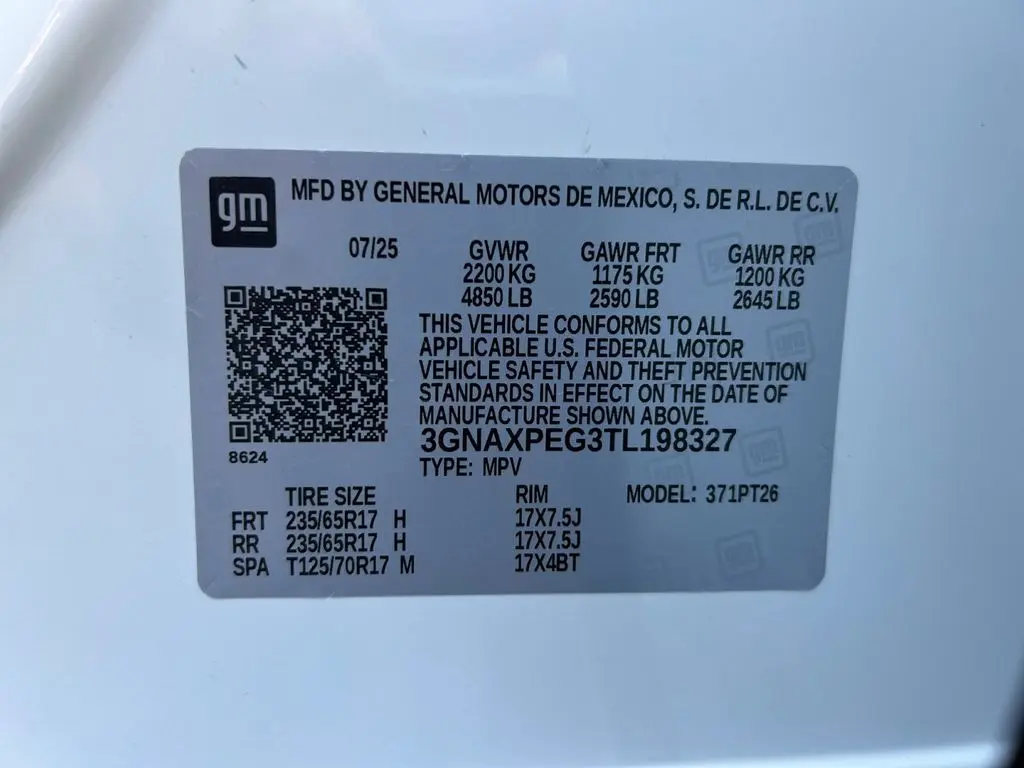 gm MFD BY GENERAL MOTORS DE MEXICO, S. DE R.L. DE C.V.
07/25 GVWR GAWR FRT GAWR RR
2200 KG 1175 KG 1200 KG
4850 LB 2590 LB 2645 LB
THIS VEHICLE CONFORMS TO ALL
APPLICABLE U.S. FEDERAL MOTOR
VEHICLE SAFETY AND THEFT PREVENTION
STANDARDS IN EFFECT ON THE DATE OF
MANUFACTURE SHOWN ABOVE.
3GNAXPEG3TL198327
8624 TYPE: MPV
TIRE SIZE RIM MODEL: 371PT26
FRT 235/65R17 H 17X7.5J
RR 235/65R17 H 17X7.5J
SPA T125/70R17 M 17X4BT